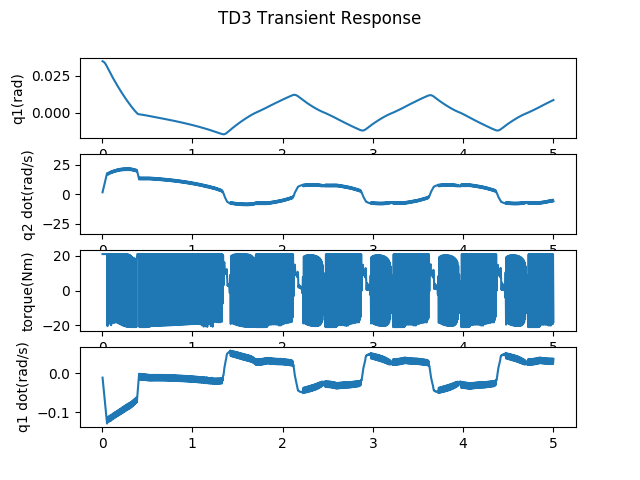 TD3 Transient Response
q1(rad)
0.025
0.000
0 1 2 3 4 5
q2 dot(rad/s)
25
0
−25
0 1 2 3 4 5
torque(Nm)
20
0
−20
0 1 2 3 4 5
q1 dot(rad/s)
0.0
−0.1
0 1 2 3 4 5